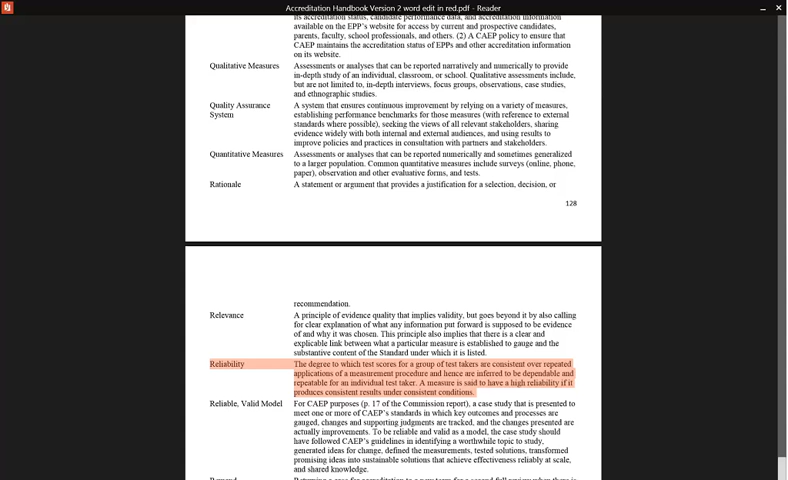 Accreditation Handbook Version 2 word edit in red.pdf - Reader
its accreditation status, candidate performance data, and accreditation information
available on the EPP's website for access by current and prospective candidates,
parents, faculty, school professionals, and others. (2) A CAEP policy to ensure that
CAEP maintains the accreditation status of EPPs and other accreditation information
on its website.
Qualitative Measures Assessments or analyses that can be reported narratively and numerically to provide
in-depth study of an individual, classroom, or school. Qualitative assessments include,
but are not limited to, in-depth interviews, focus groups, observations, case studies,
and ethnographic studies.
Quality Assurance A system that ensures continuous improvement by relying on a variety of measures,
System establishing performance benchmarks for those measures (with reference to external
standards where possible), seeking the views of all relevant stakeholders, sharing
evidence widely with both internal and external audiences, and using results to
improve policies and practices in consultation with partners and stakeholders.
Quantitative Measures Assessments or analyses that can be reported numerically and sometimes generalized
to a larger population. Common quantitative measures include surveys (online, phone,
paper), observation and other evaluative forms, and tests.
Rationale A statement or argument that provides a justification for a selection, decision, or
128
recommendation.
Relevance A principle of evidence quality that implies validity, but goes beyond it by also calling
for clear explanation of what any information put forward is supposed to be evidence
of and why it was chosen. This principle also implies that there is a clear and
explicable link between what a particular measure is established to gauge and the
substantive content of the Standard under which it is listed.
Reliability The degree to which test scores for a group of test takers are consistent over repeated
applications of a measurement procedure and hence are inferred to be dependable and
repeatable for an individual test taker. A measure is said to have a high reliability if it
produces consistent results under consistent conditions.
Reliable, Valid Model For CAEP purposes (p. 17 of the Commission report), a case study that is presented to
meet one or more of CAEP's standards in which key outcomes and processes are
gauged, changes and supporting judgments are tracked, and the changes presented are
actually improvements. To be reliable and valid as a model, the case study should
have followed CAEP's guidelines in identifying a worthwhile topic to study,
generated ideas for change, defined the measurements, tested solutions, transformed
promising ideas into sustainable solutions that achieve effectiveness reliably at scale,
and shared knowledge.